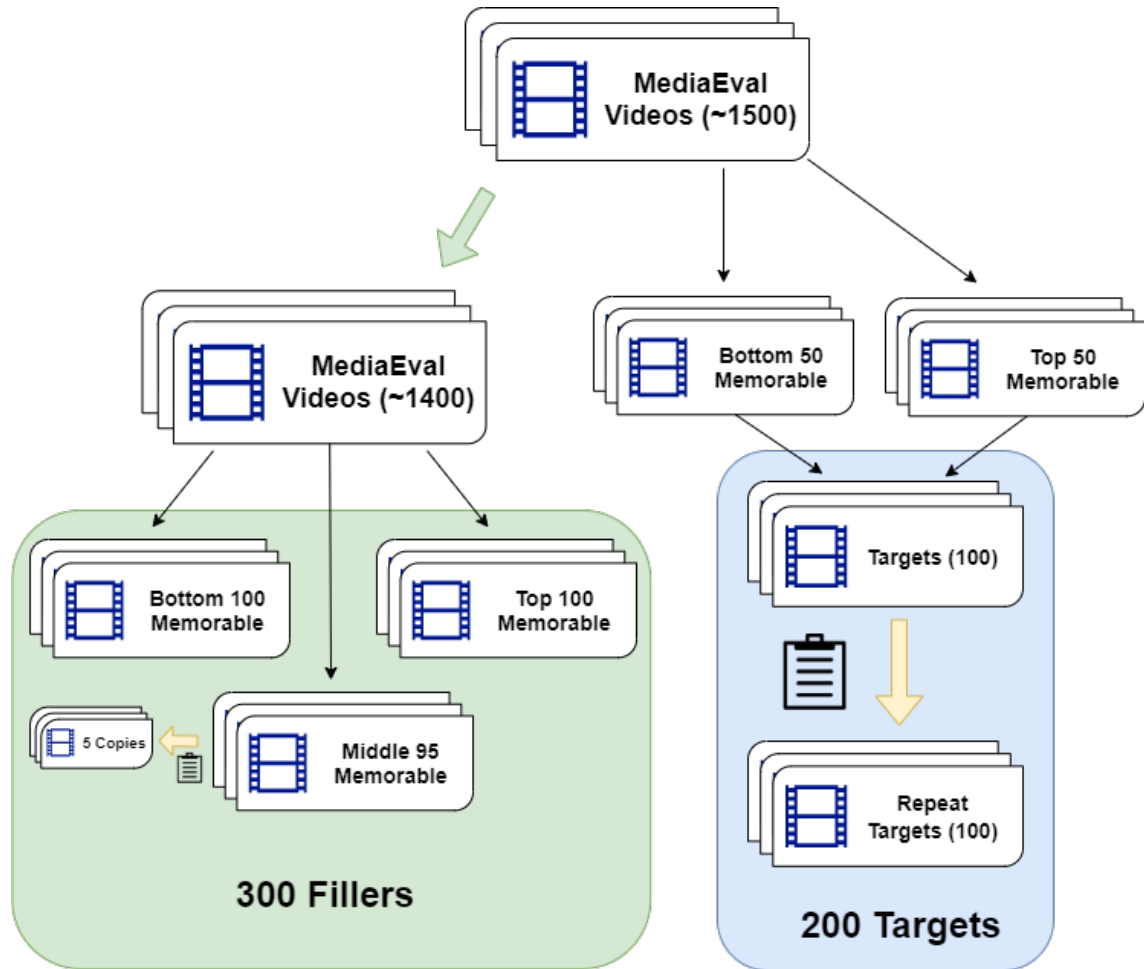 MediaEval
Videos (~1500)
MediaEval
Videos (~1400)
Bottom 50
Memorable
Top 50
Memorable
Bottom 100
Memorable
Top 100
Memorable
5 Copies
Middle 95
Memorable
300 Fillers
Targets (100)
Repeat
Targets (100)
200 Targets